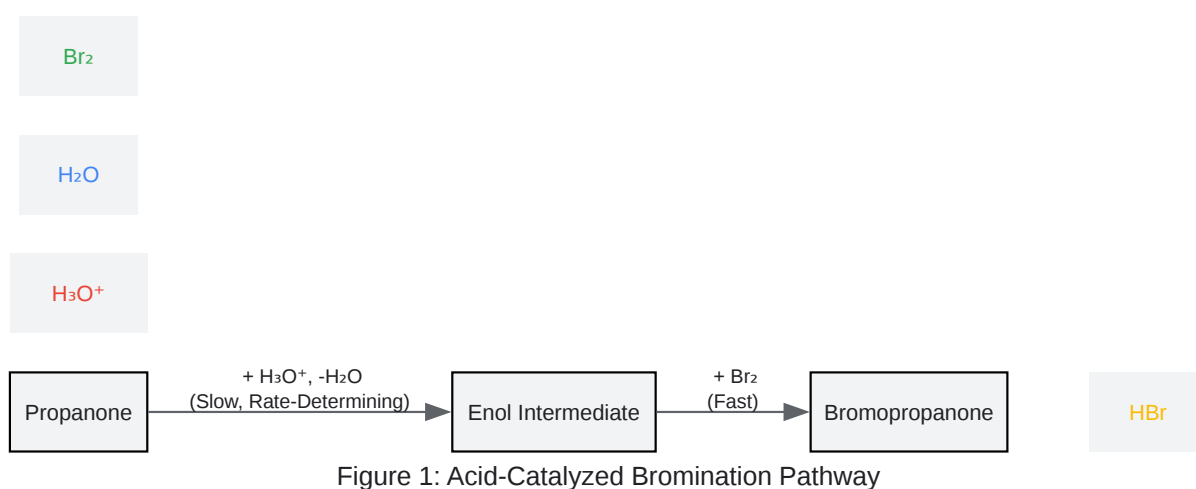 Br₂
H₂O
H₃O⁺
+ H₃O⁺, -H₂O
(Slow, Rate-Determining)
+ Br₂
(Fast)
Propanone
Enol Intermediate
Bromopropanone
HBr
Figure 1: Acid-Catalyzed Bromination Pathway